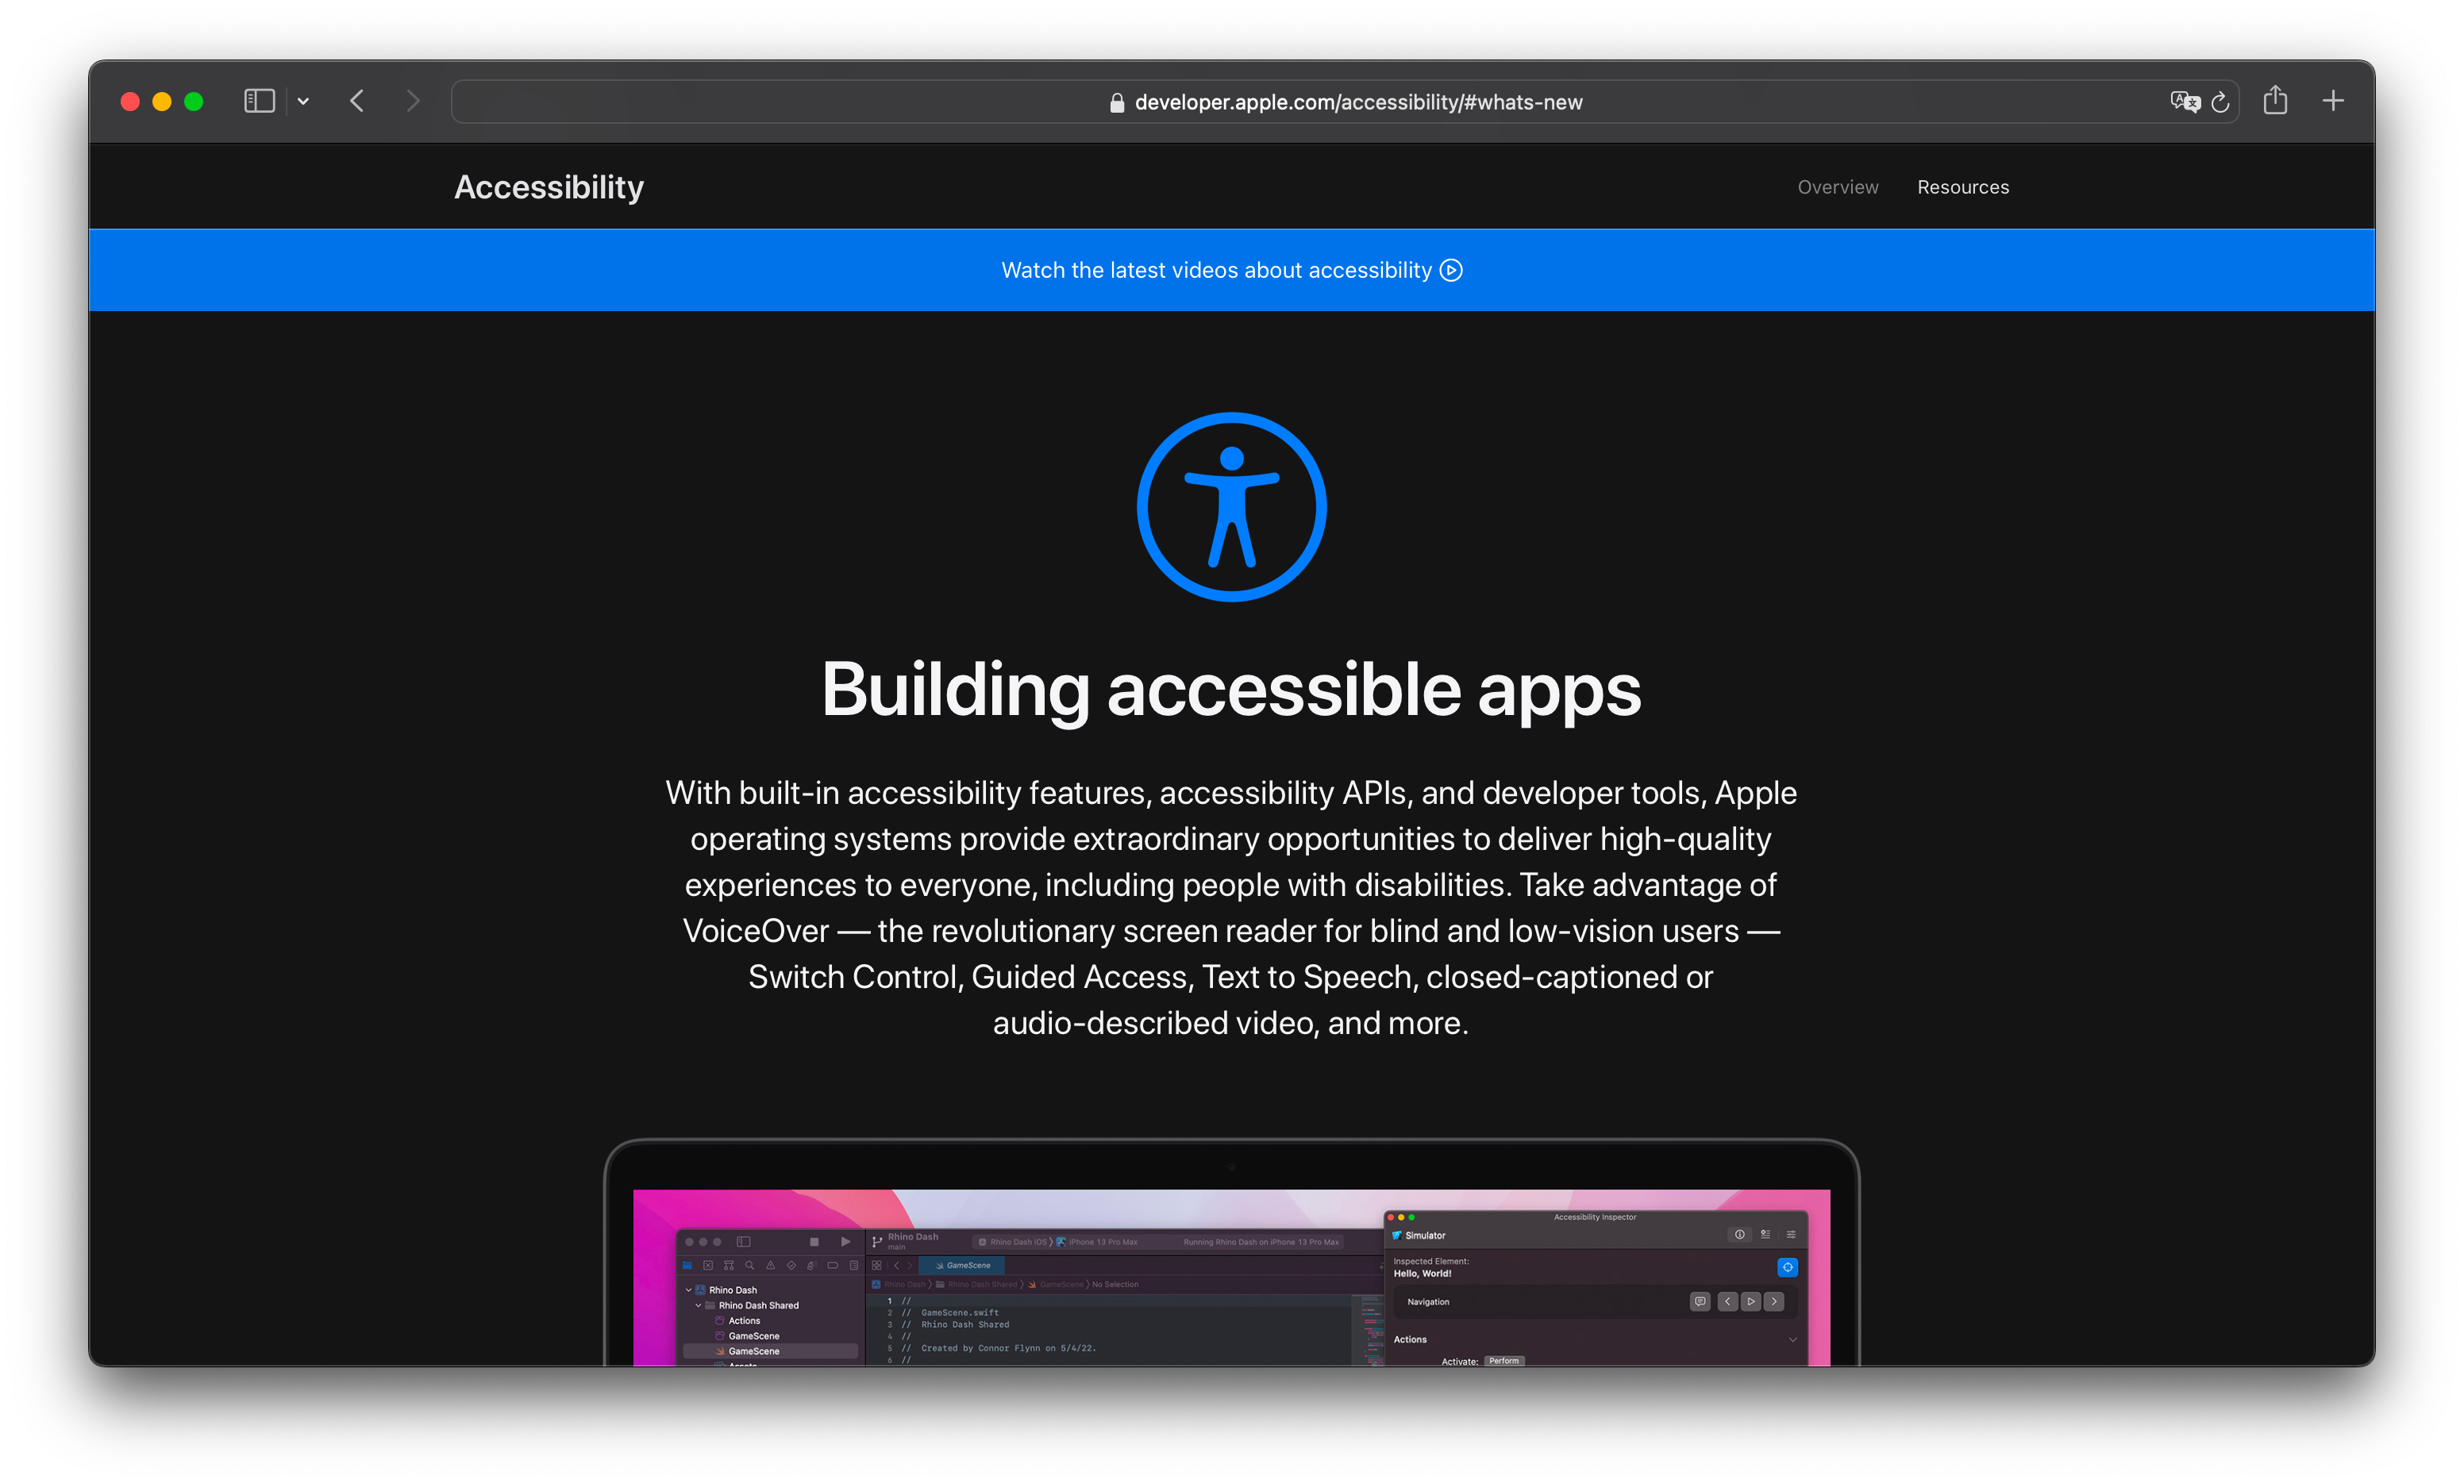 developer.apple.com/accessibility/#whats-new
Accessibility
Overview
Resources
Watch the latest videos about accessibility
Building accessible apps
With built-in accessibility features, accessibility APIs, and developer tools, Apple
operating systems provide extraordinary opportunities to deliver high-quality
experiences to everyone, including people with disabilities. Take advantage of
VoiceOver — the revolutionary screen reader for blind and low-vision users —
Switch Control, Guided Access, Text to Speech, closed-captioned or
audio-described video, and more.
Rhino Dash
main
Rhino Dash iOS
iPhone 13 Pro Max
Running Rhino Dash on iPhone 13 Pro Max
GameScene
Rhino Dash
Rhino Dash Shared
GameScene
No Selection
Rhino Dash
Rhino Dash Shared
Actions
GameScene
GameScene
Assets
1 //
2 // GameScene.swift
3 // Rhino Dash Shared
4 //
5 // Created by Connor Flynn on 5/4/22.
6 //
Accessibility Inspector
Simulator
Inspected Element:
Hello, World!
Navigation
Actions
Activate: Perform